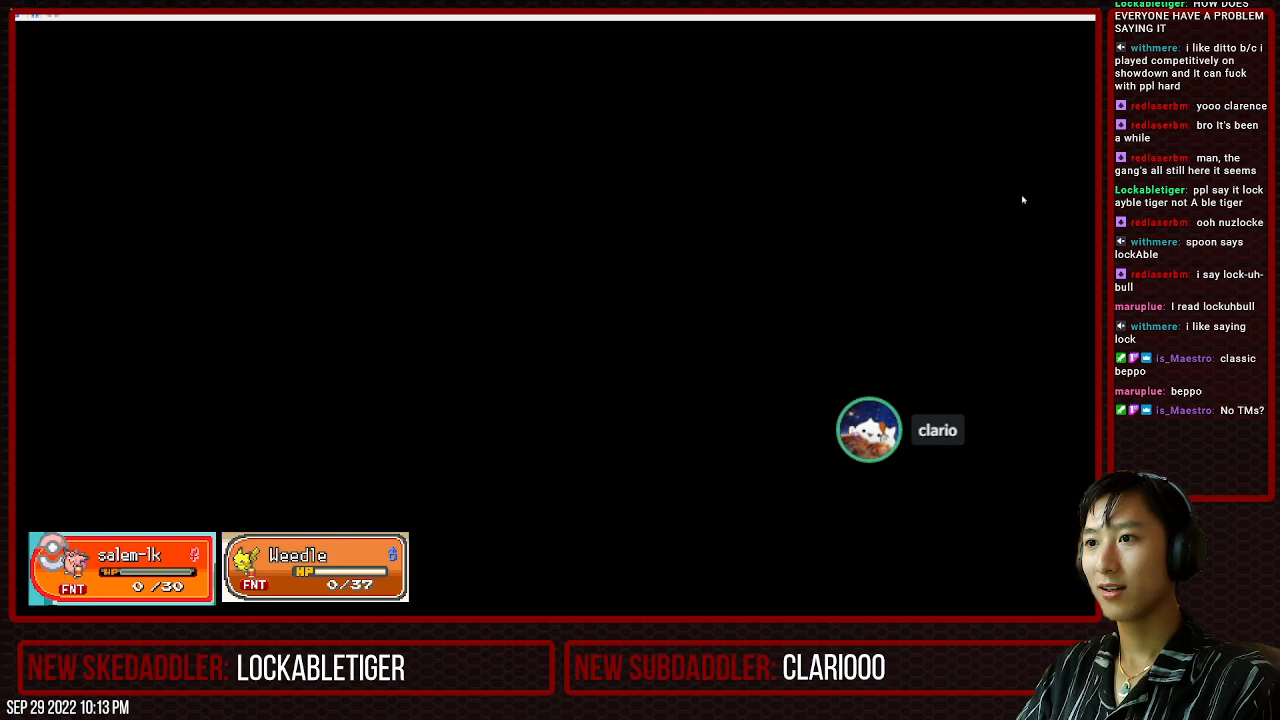 Lockabletiger: HOW DOES
EVERYONE HAVE A PROBLEM
SAYING IT
withmere: i like ditto b/c i
played competitively on
showdown and it can fuck
with ppl hard
redlaserbm: yooo clarence
redlaserbm: bro it's been
a while
redlaserbm: man, the
gang's all still here it seems
Lockabletiger: ppl say it lock
ayble tiger not A ble tiger
redlaserbm: ooh nuzlocke
withmere: spoon says
lockAble
redlaserbm: i say lock-uh-
bull
maruplue: I read lockuhbull
withmere: i like saying
lock
is_Maestro: classic
beppo
maruplue: beppo
is_Maestro: No TMs?
clario
salem-lk
HP
FNT 0/30
Weedle
HP
FNT 0/37
NEW SKEDADDLER: LOCKABLETIGER
NEW SUBDADDLER: CLARIOOO
SEP 29 2022 10:13 PM